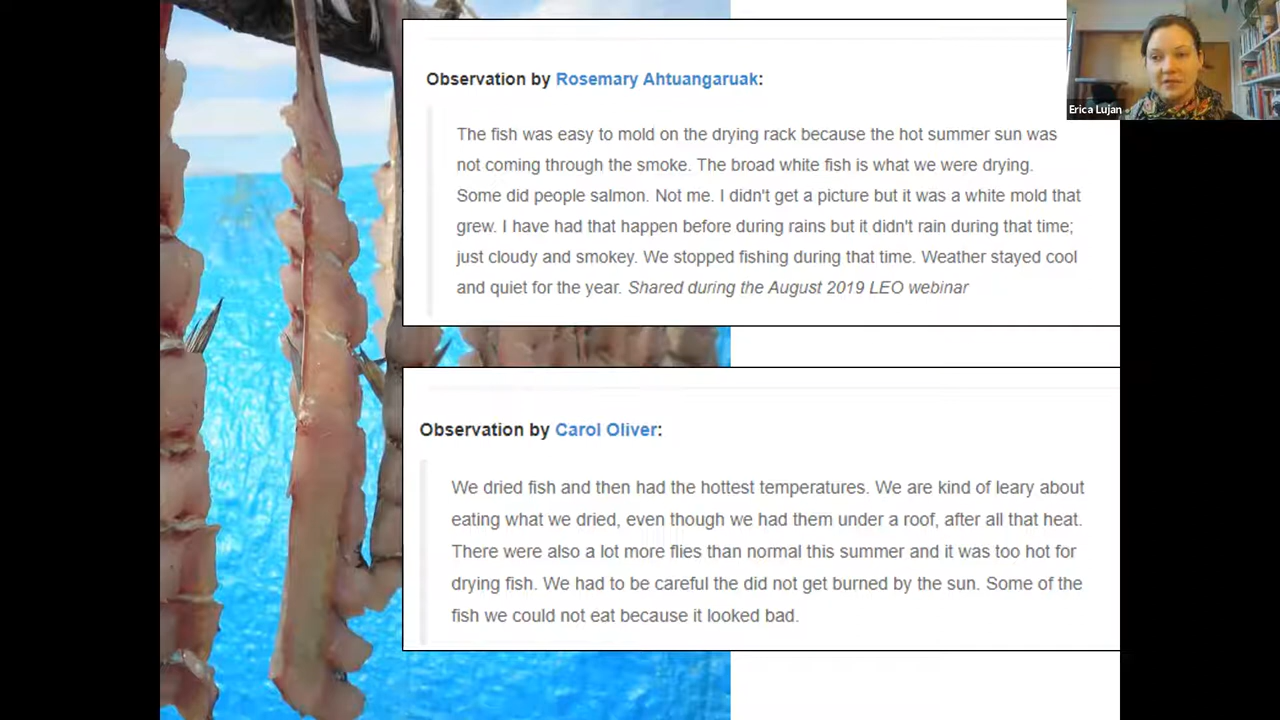 Erica Lujan
Observation by Rosemary Ahtuangaruak:
The fish was easy to mold on the drying rack because the hot summer sun was
not coming through the smoke. The broad white fish is what we were drying.
Some did people salmon. Not me. I didn't get a picture but it was a white mold that
grew. I have had that happen before during rains but it didn't rain during that time;
just cloudy and smokey. We stopped fishing during that time. Weather stayed cool
and quiet for the year. Shared during the August 2019 LEO webinar
Observation by Carol Oliver:
We dried fish and then had the hottest temperatures. We are kind of leary about
eating what we dried, even though we had them under a roof, after all that heat.
There were also a lot more flies than normal this summer and it was too hot for
drying fish. We had to be careful the did not get burned by the sun. Some of the
fish we could not eat because it looked bad.